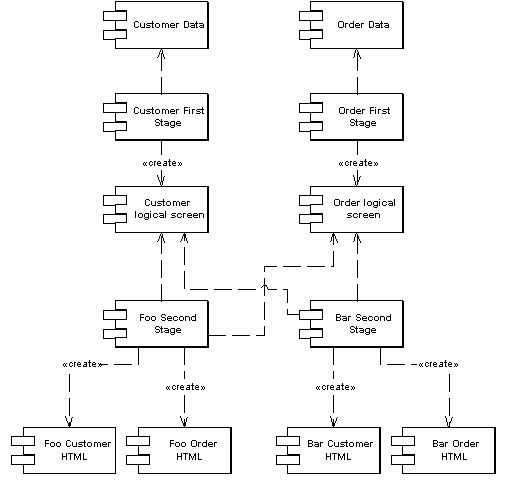 Customer Data
Order Data
Customer First
Stage
Order First
Stage
«create»
«create»
Customer
logical screen
Order logical
screen
Foo Second
Stage
Bar Second
Stage
«create»
«create»
«create»
«create»
Foo Customer
HTML
Foo Order
HTML
Bar Customer
HTML
Bar Order
HTML